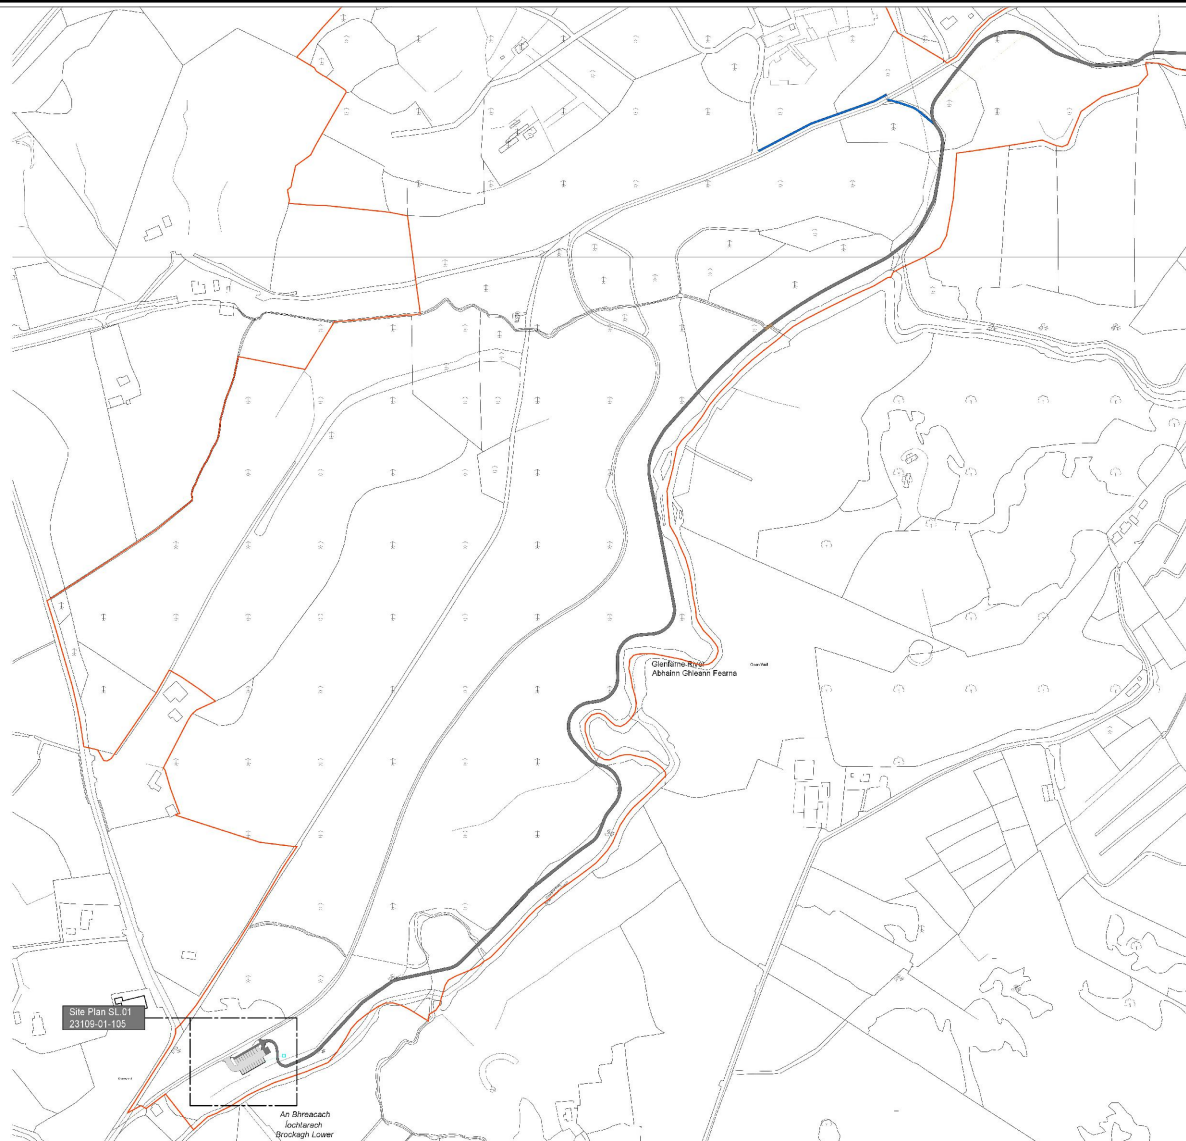 Glenfarne River
Abhainn Ghleann Fearna
Site Plan SL.01
23109-01-105
An Bhreacach
Íochtarach
Brockagh Lower